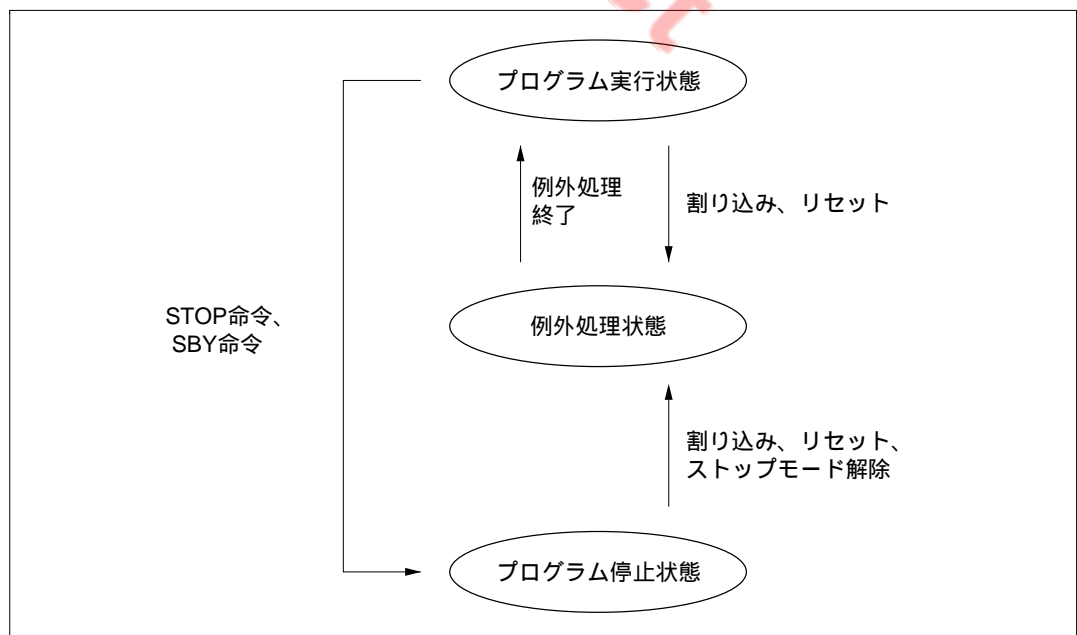 プログラム実行状態
例外処理
終了
割り込み、リセット
STOP命令、
SBY命令
例外処理状態
割り込み、リセット、
ストップモード解除
プログラム停止状態